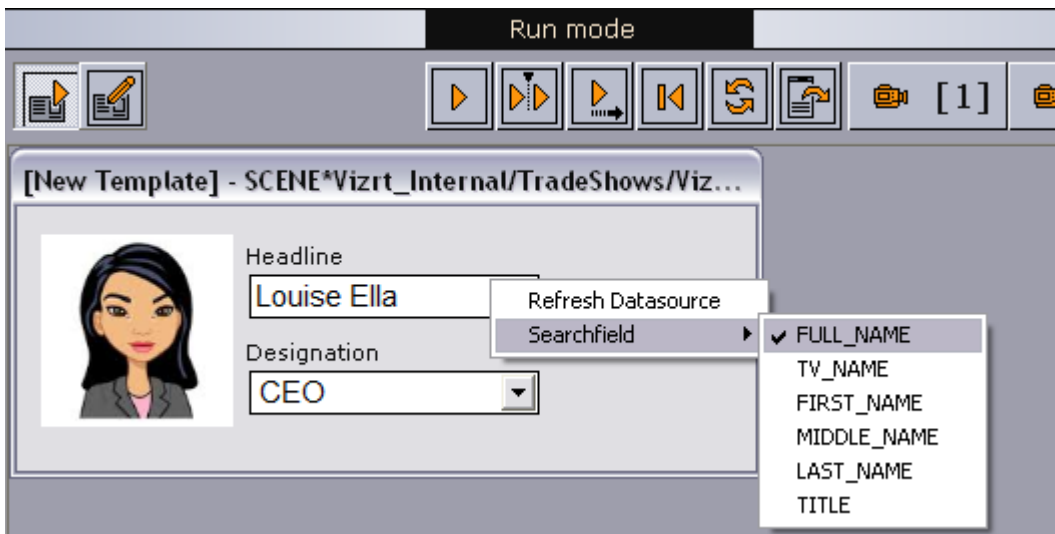 Run mode
[1]
[New Template] - SCENE*Vizrt_Internal/TradeShows/Viz...
Headline
Louise Ella
Refresh Datasource
Searchfield
FULL_NAME
TV_NAME
FIRST_NAME
MIDDLE_NAME
LAST_NAME
TITLE
Designation
CEO